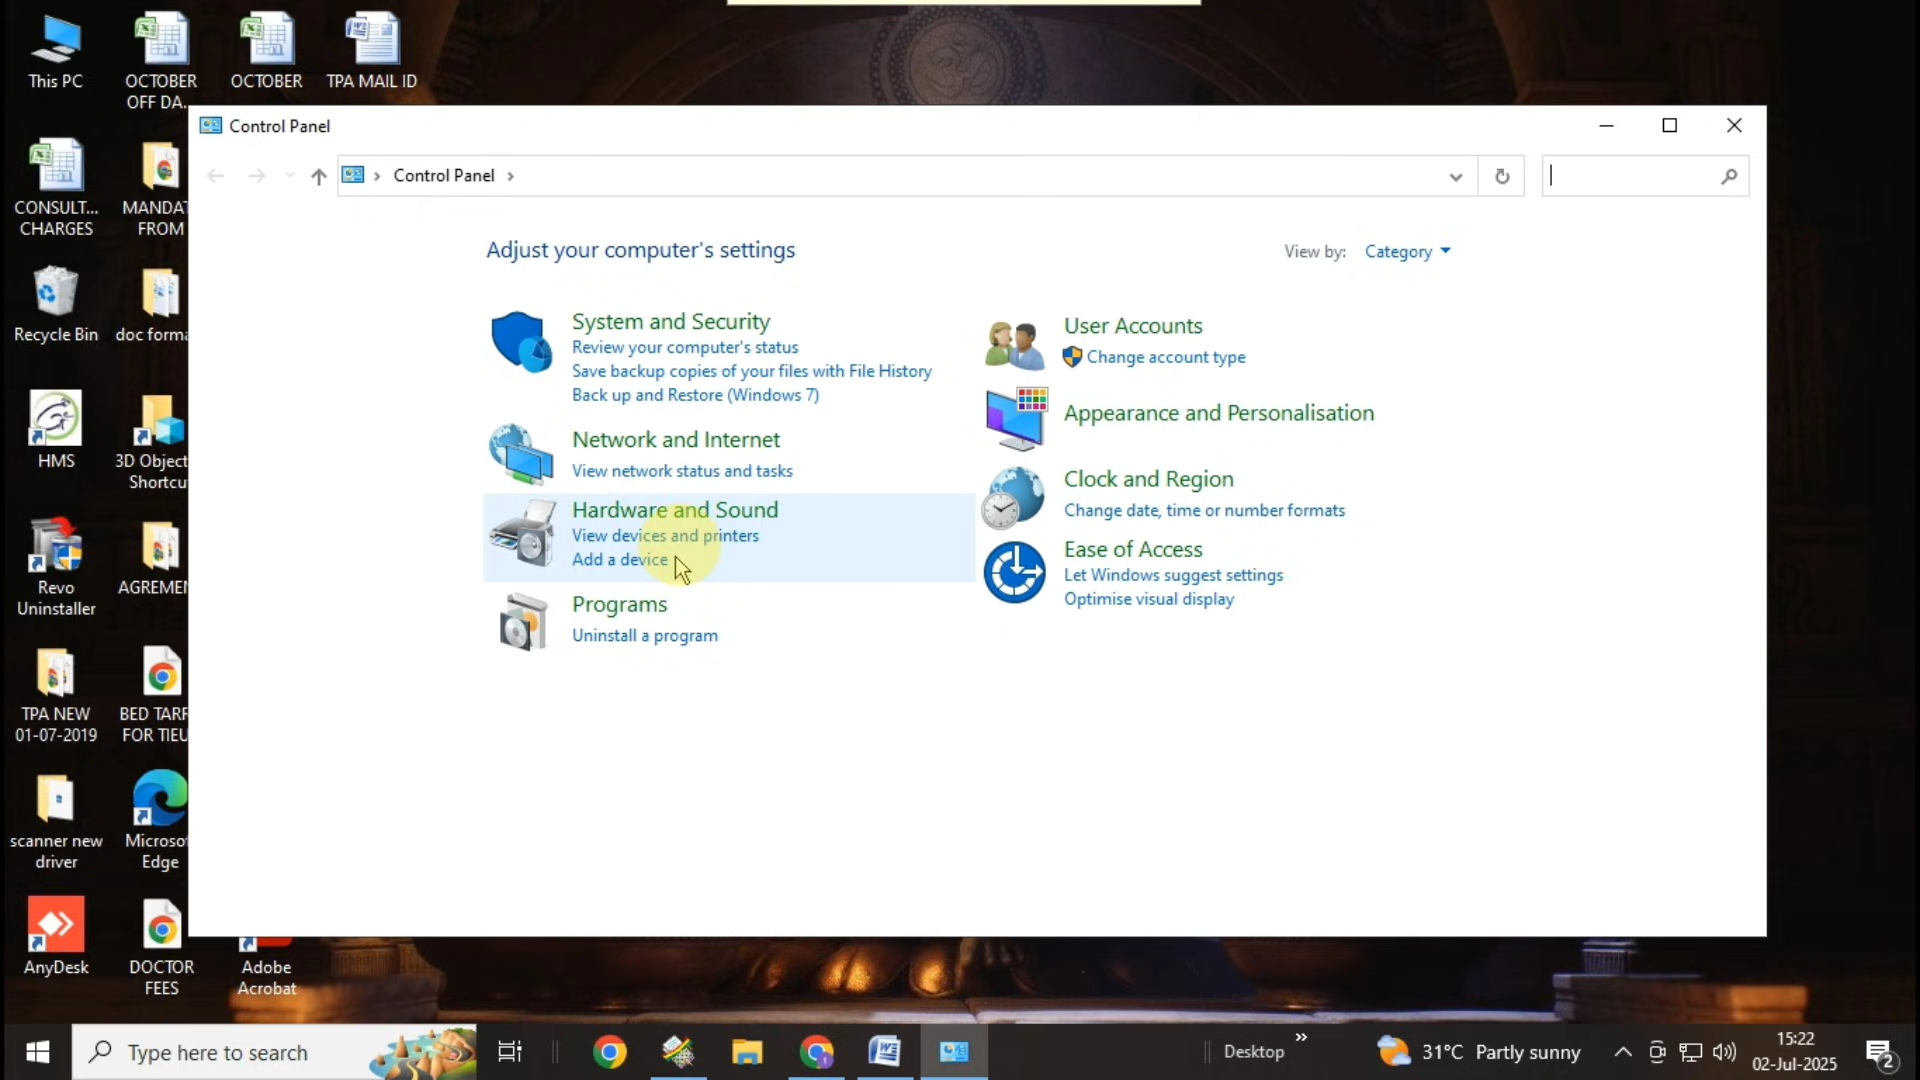 This PC
OCTOBER
OFF DA...
OCTOBER
TPA MAIL ID
CONSULT...
CHARGES
MANDAT
FROM
Recycle Bin
doc forma
HMS
3D Object
Shortcu
Revo
Uninstaller
AGREMEN
TPA NEW
01-07-2019
BED TARR
FOR TIEU
scanner new
driver
Microsof
Edge
AnyDesk
DOCTOR
FEES
Adobe
Acrobat
Control Panel
Control Panel
Adjust your computer's settings
View by: Category
System and Security
Review your computer's status
Save backup copies of your files with File History
Back up and Restore (Windows 7)
Network and Internet
View network status and tasks
Hardware and Sound
View devices and printers
Add a device
Programs
Uninstall a program
User Accounts
Change account type
Appearance and Personalisation
Clock and Region
Change date, time or number formats
Ease of Access
Let Windows suggest settings
Optimise visual display
Type here to search
Desktop
31°C Partly sunny
15:22
02-Jul-2025
2